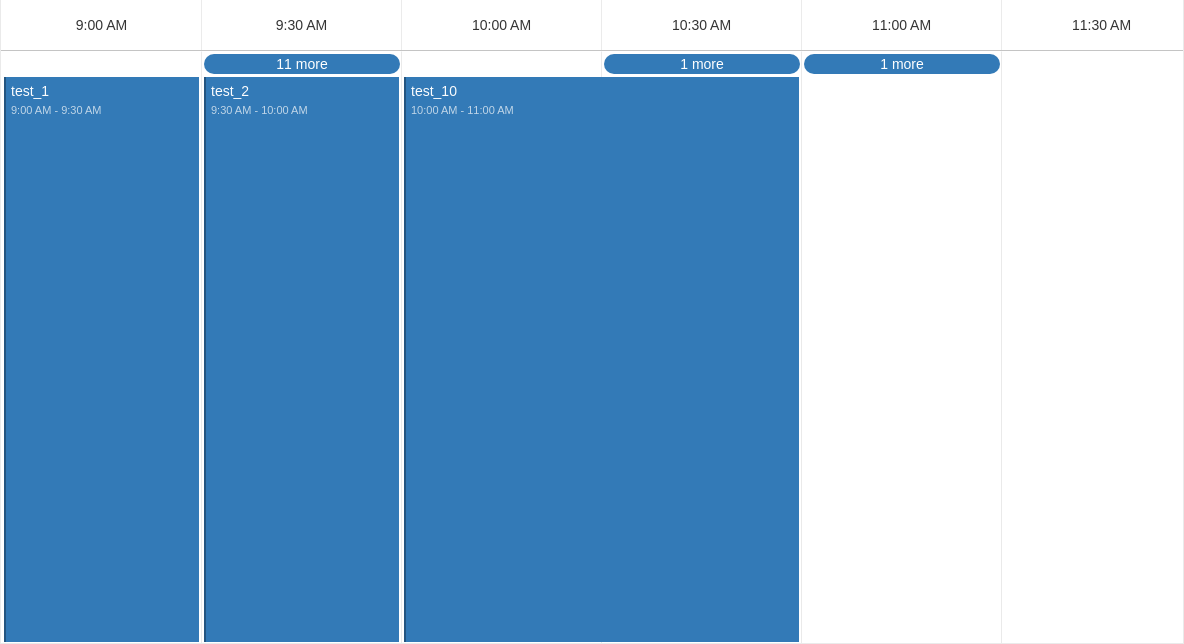 9:00 AM 9:30 AM 10:00 AM 10:30 AM 11:00 AM 11:30 AM
11 more 1 more 1 more
test_1 test_2 test_10
9:00 AM - 9:30 AM 9:30 AM - 10:00 AM 10:00 AM - 11:00 AM